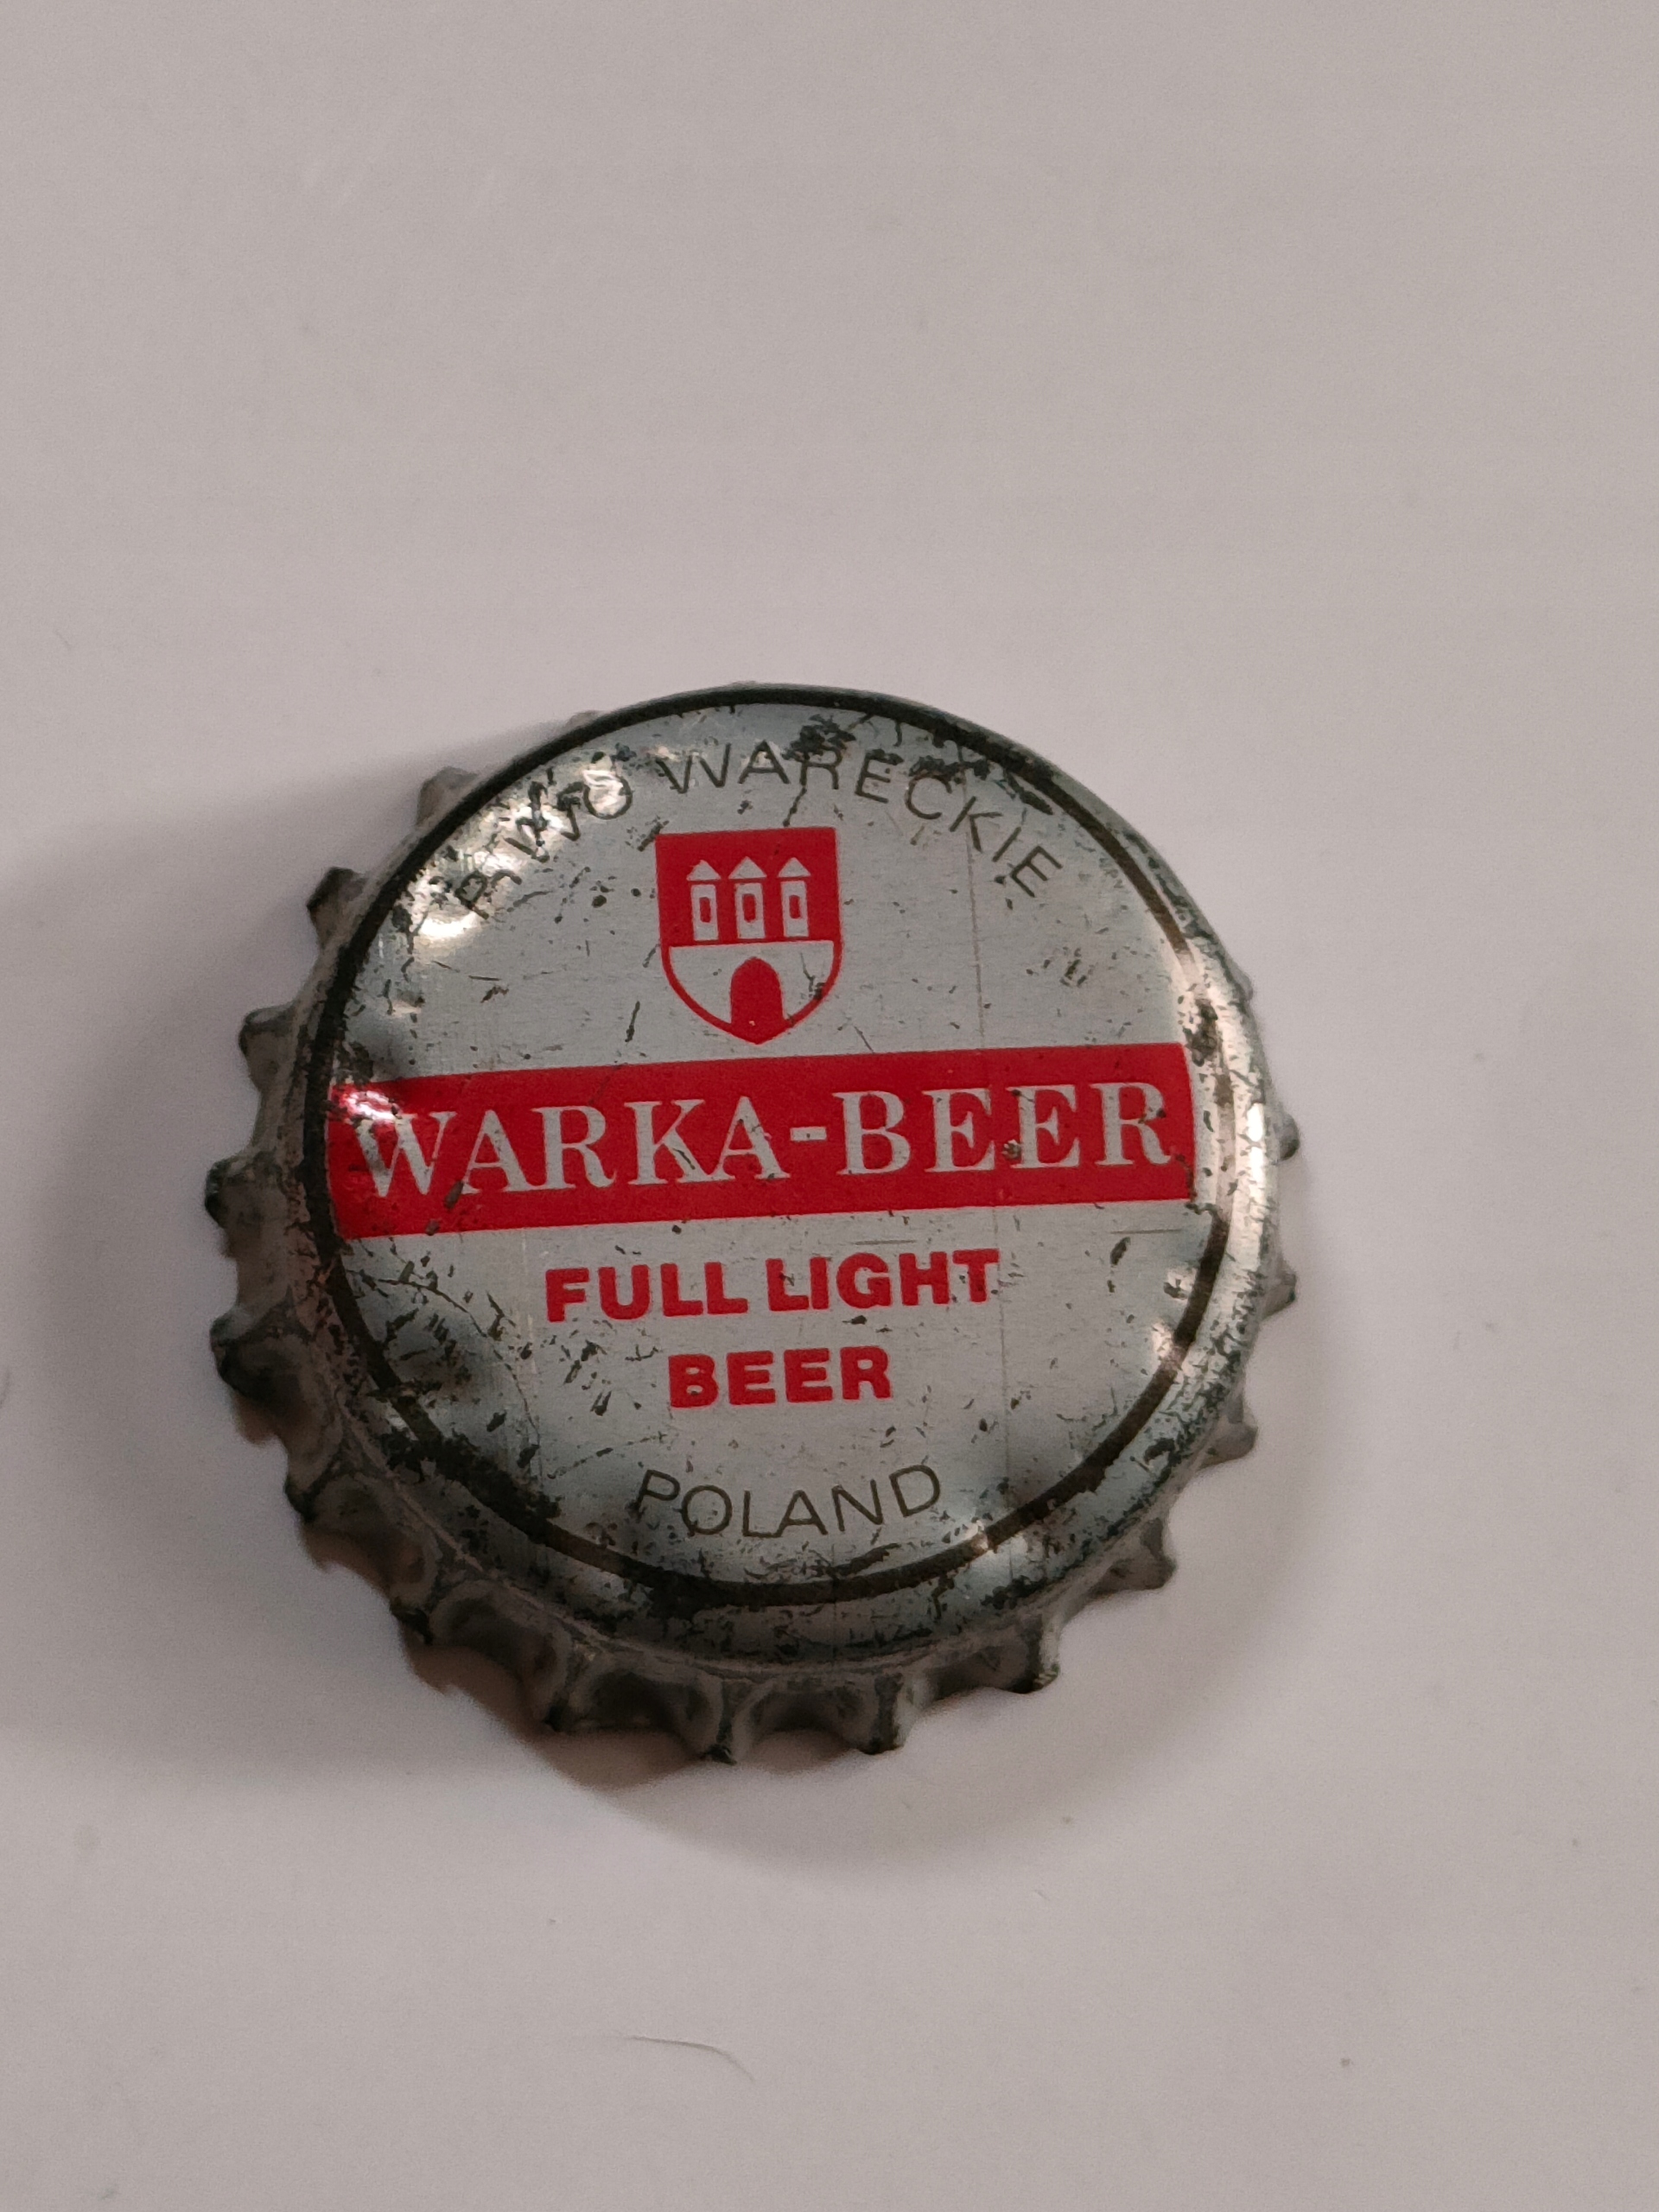 PIWO WARECKIE
WARKA-BEER
FULL LIGHT
BEER
POLAND